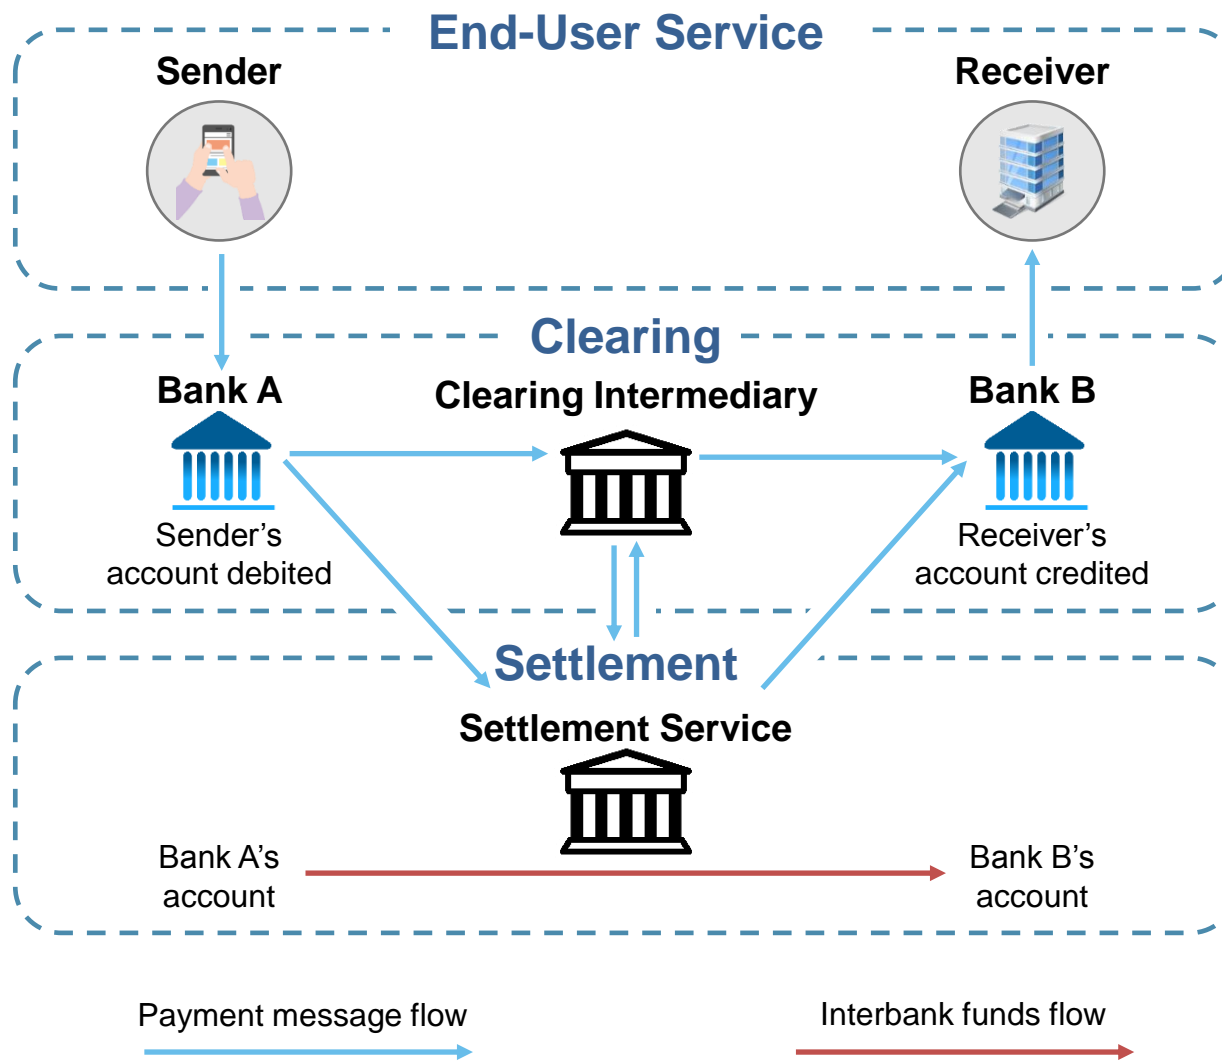 End-User Service
Sender
Receiver
Clearing
Bank A
Clearing Intermediary
Bank B
Sender’s
account debited
Receiver’s
account credited
Settlement
Settlement Service
Bank A’s
account
Bank B’s
account
Payment message flow
Interbank funds flow